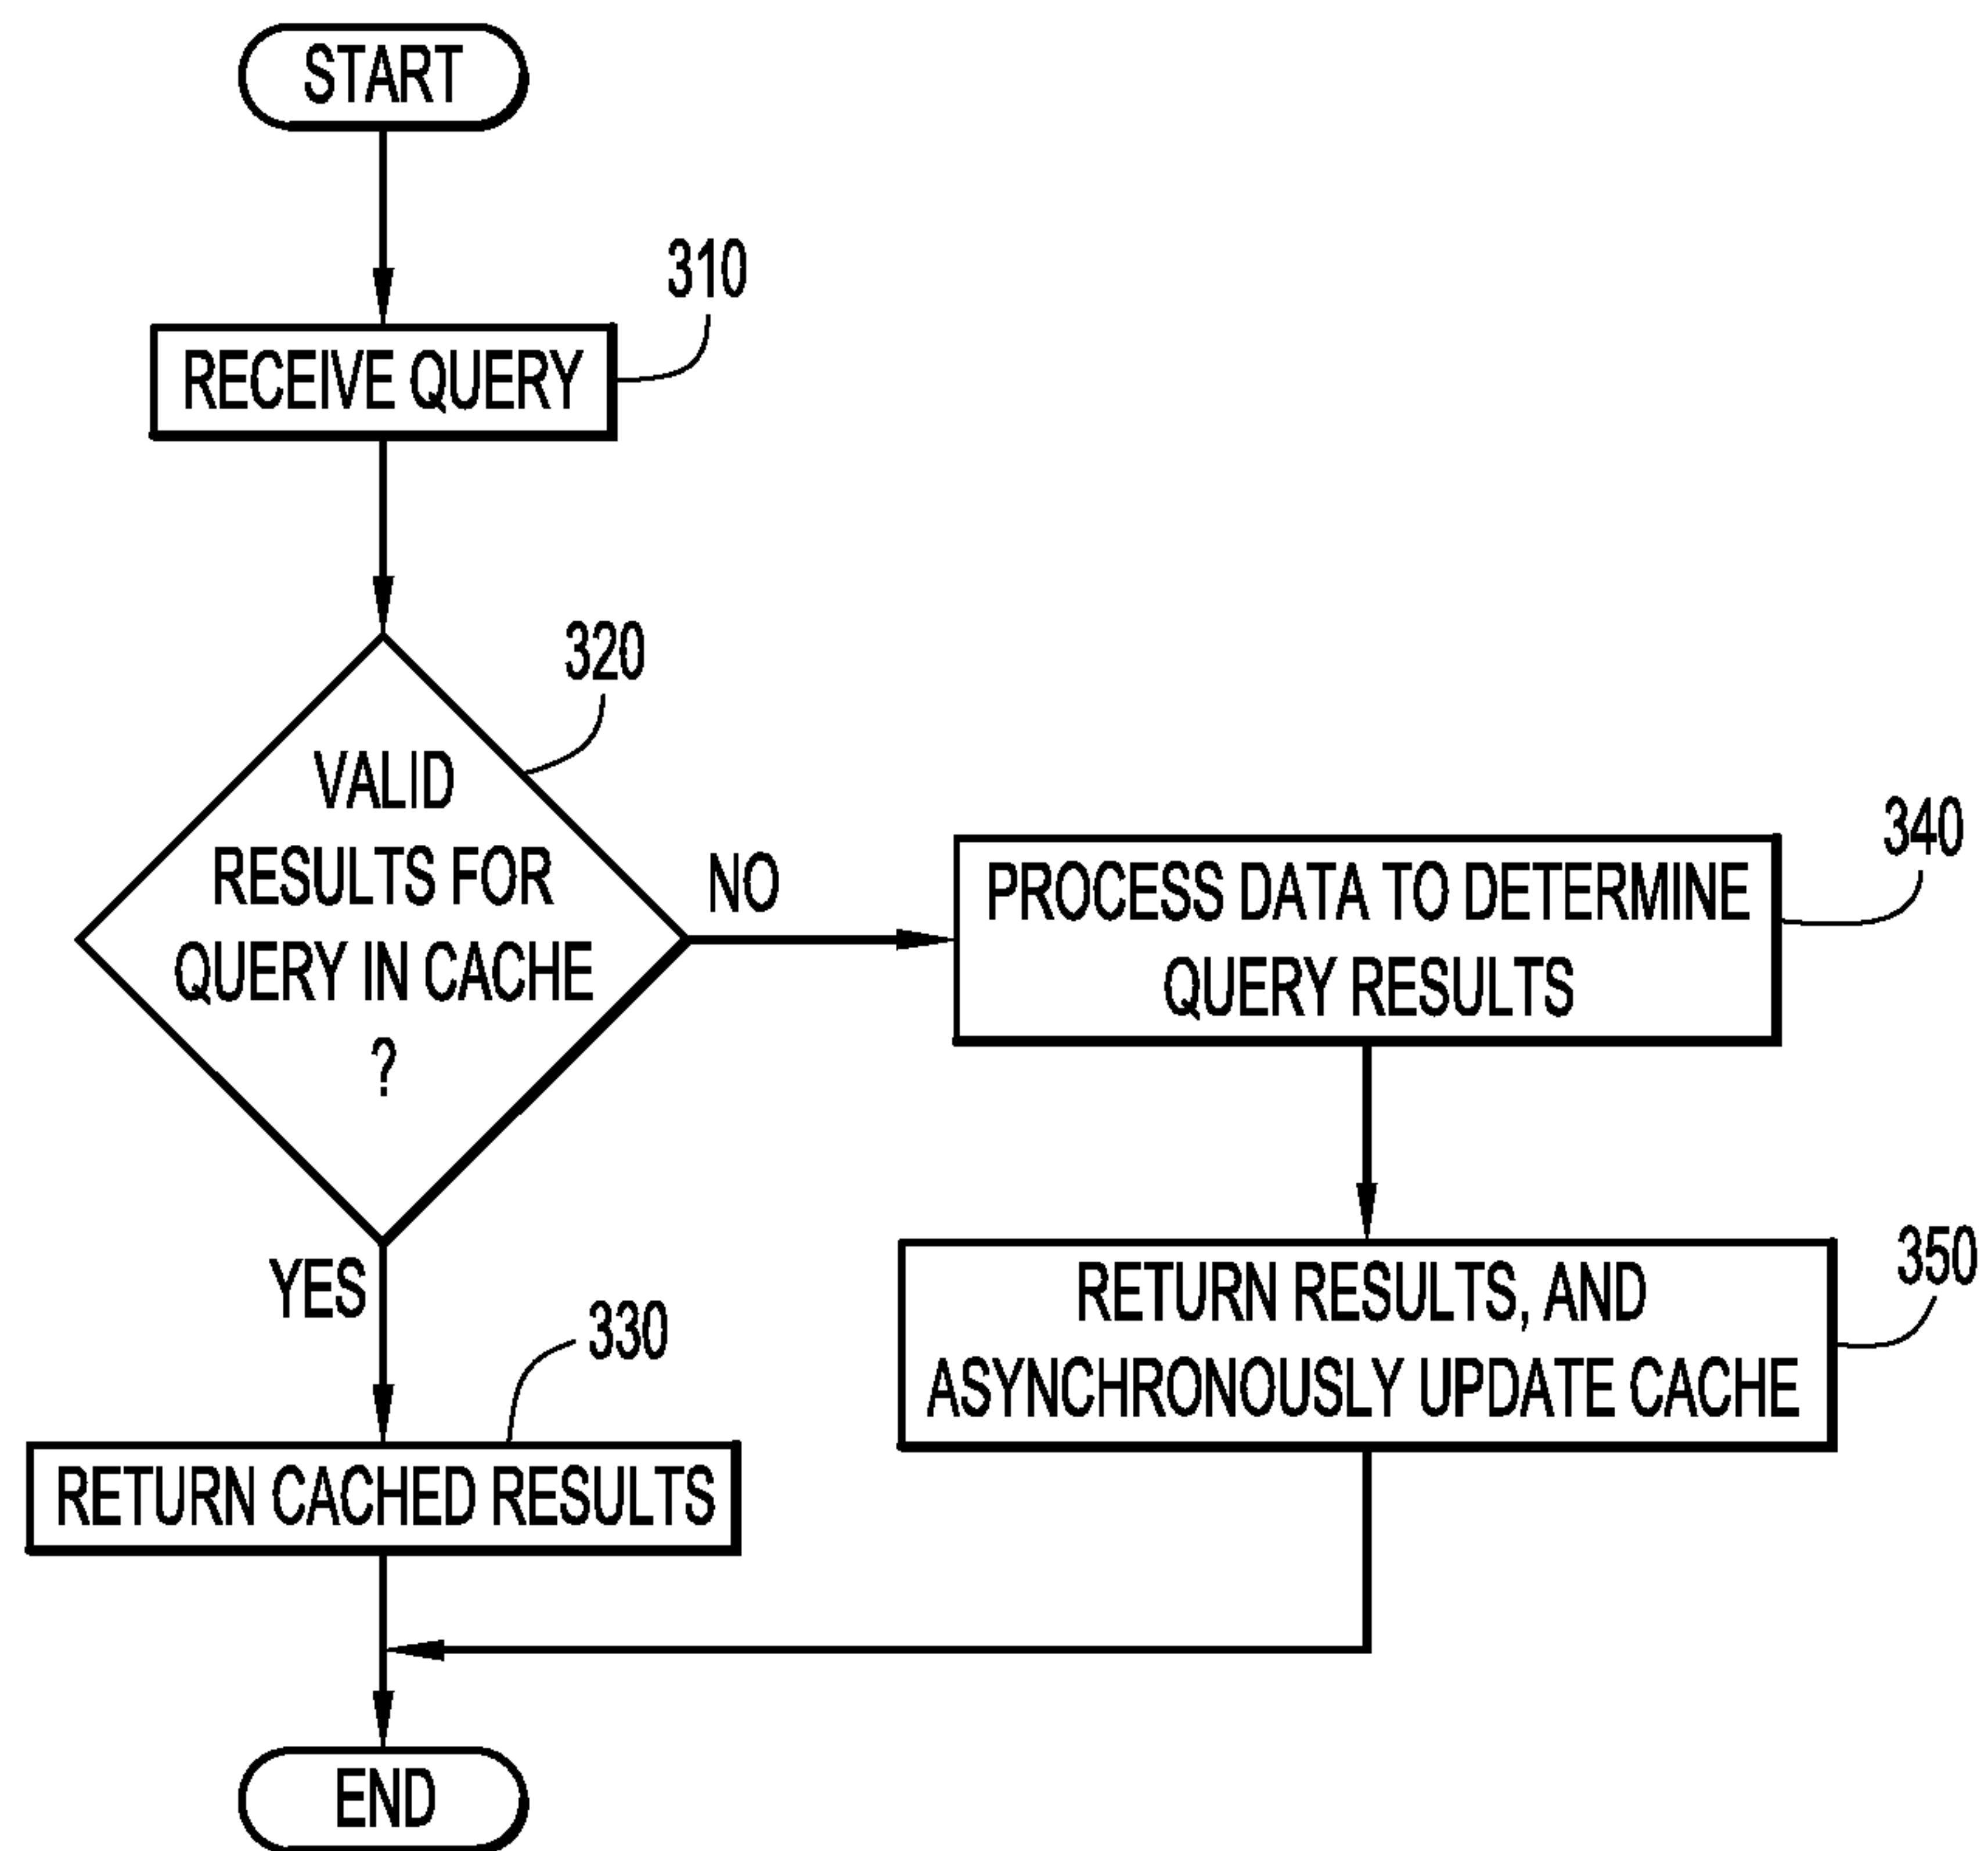 START
310
RECEIVE QUERY
320
VALID
RESULTS FOR
QUERY IN CACHE
?
NO
340
PROCESS DATA TO DETERMINE
QUERY RESULTS
YES
330
RETURN CACHED RESULTS
350
RETURN RESULTS, AND
ASYNCHRONOUSLY UPDATE CACHE
END